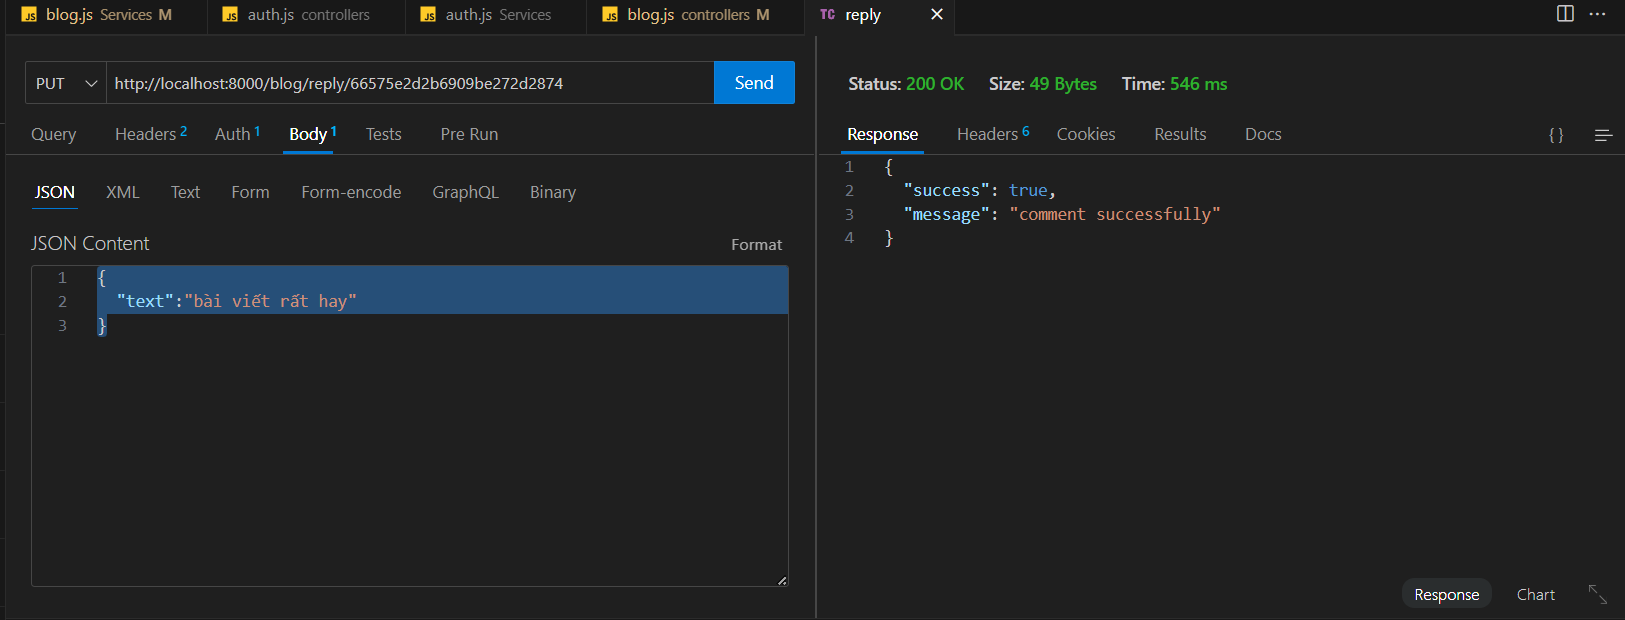 JS blog.js Services M JS auth.js controllers JS auth.js Services JS blog.js controllers M TC reply
PUT http://localhost:8000/blog/reply/66575e2d2b6909be272d2874 Send
Query Headers 2 Auth 1 Body 1 Tests Pre Run
JSON XML Text Form Form-encode GraphQL Binary
JSON Content Format
1 {
2 "text":"bài viết rất hay"
3 }
Status: 200 OK Size: 49 Bytes Time: 546 ms
Response Headers 6 Cookies Results Docs {}
1 {
2 "success": true,
3 "message": "comment successfully"
4 }
Response Chart